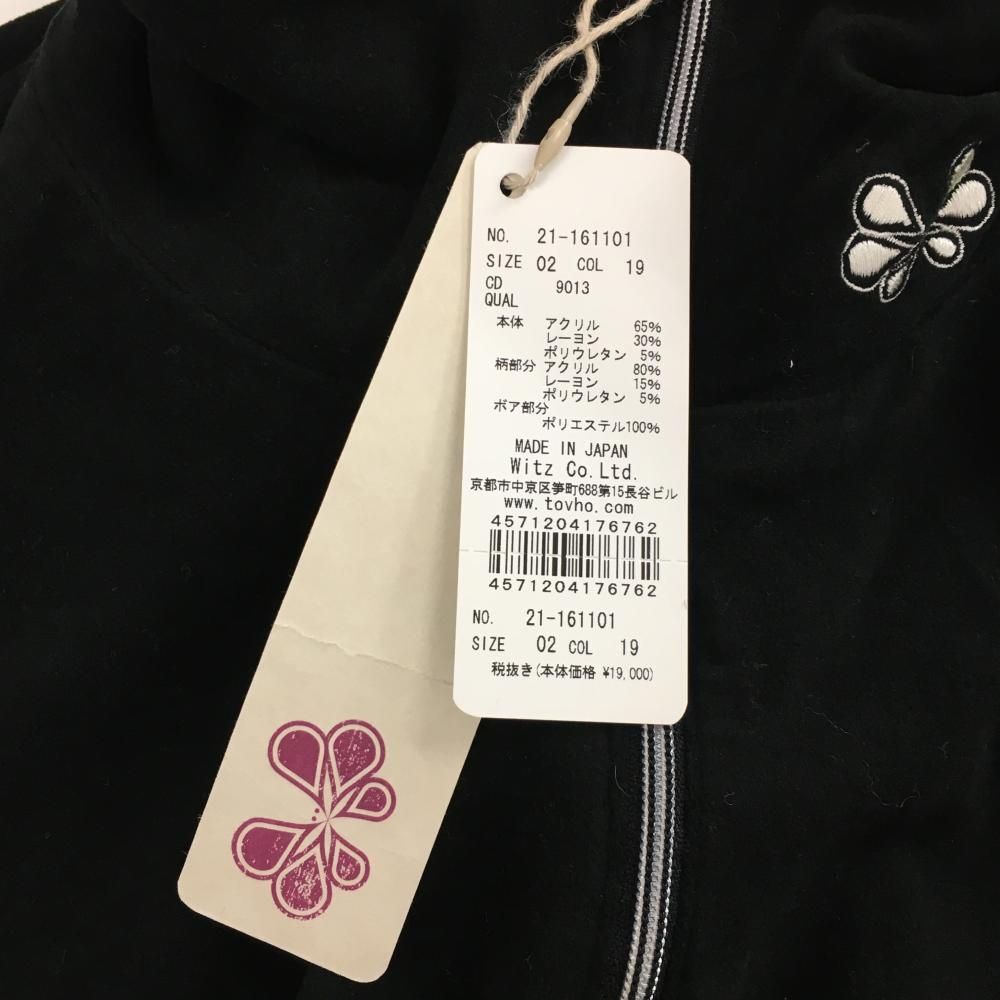 NO. 21-161101
SIZE 02 COL 19
CD 9013
QUAL
本体 アクリル 65%
レーヨン 30%
ポリウレタン 5%
柄部分 アクリル 80%
レーヨン 15%
ポリウレタン 5%
ボア部分
ポリエステル100%
MADE IN JAPAN
Witz Co.Ltd.
京都市中京区笋町688第15長谷ビル
www.tovho.com
4571204176762
4571204176762
NO. 21-161101
SIZE 02 COL 19
税抜き(本体価格 ¥19,000)